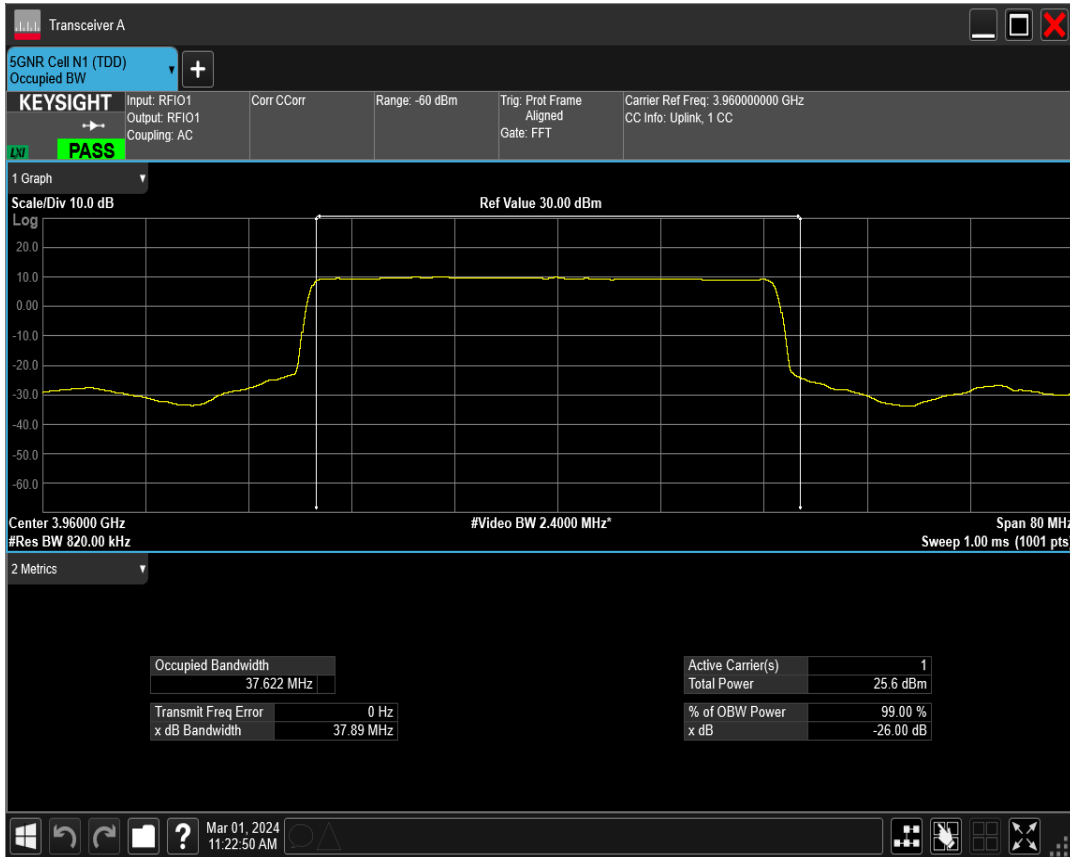 Transceiver A
5GNR Cell N1 (TDD)
Occupied BW
+
KEYSIGHT
LXI
PASS
Input: RFIO1
Output: RFIO1
Coupling: AC
Corr CCorr
Range: -60 dBm
Trig: Prot Frame
Aligned
Gate: FFT
Carrier Ref Freq: 3.960000000 GHz
CC Info: Uplink, 1 CC
1 Graph
Scale/Div 10.0 dB
Ref Value 30.00 dBm
Log
20.0
10.0
0.00
-10.0
-20.0
-30.0
-40.0
-50.0
-60.0
Center 3.96000 GHz
#Video BW 2.4000 MHz*
Span 80 MHz
#Res BW 820.00 kHz
Sweep 1.00 ms (1001 pts)
2 Metrics
Occupied Bandwidth
37.622 MHz
Transmit Freq Error 0 Hz
x dB Bandwidth 37.89 MHz
Active Carrier(s) 1
Total Power 25.6 dBm
% of OBW Power 99.00 %
x dB -26.00 dB
?
Mar 01, 2024
11:22:50 AM